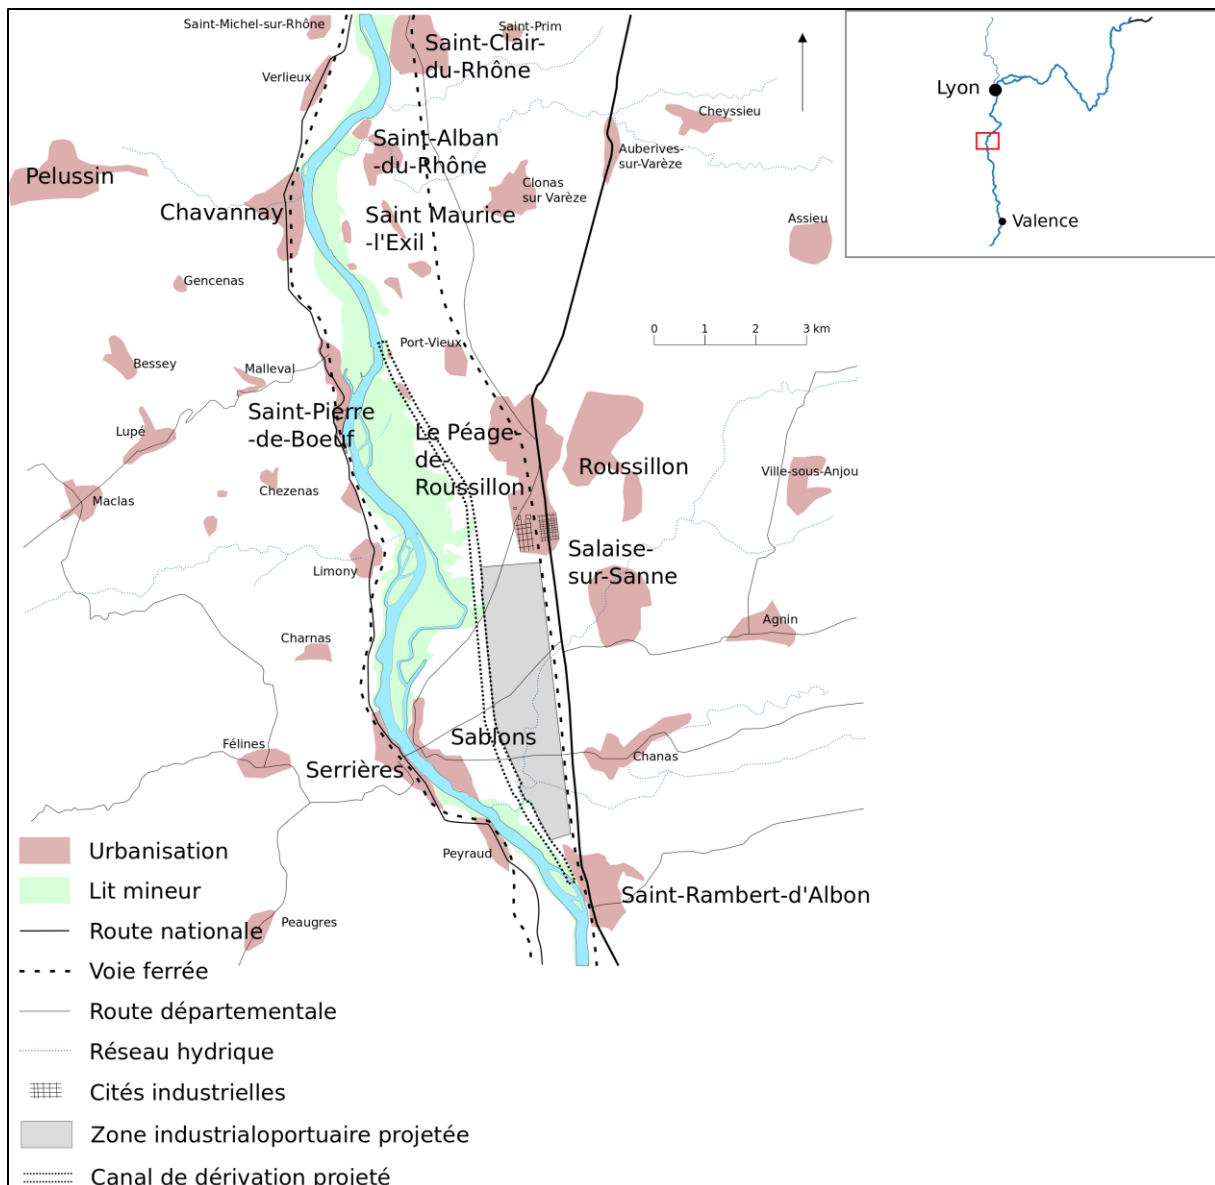 Saint-Michel-sur-Rhône
Saint-Prim
Saint-Clair-
du-Rhône
Verlieux
Cheyssieu
Saint-Alban
-du-Rhône
Auberives-
sur-Varèze
Pelussin
Clonas
sur Varèze
Chavannay
Saint Maurice
-l'Exil
Assieu
Gencenas
Lyon
Valence
0 1 2 3 km
Port-Vieux
Bessey
Malleval
Saint-Pierre
-de-Boeuf
Lupé
Le Péage-
de-
Roussillon
Roussillon
Ville-sous-Anjou
Maclas
Chezenas
Salaise-
sur-Sanne
Limony
Agnin
Charnas
Sablons
Félines
Chanas
Serrières
Peyraud
Saint-Rambert-d'Albon
Peaugres
Urbanisation
Lit mineur
Route nationale
Voie ferrée
Route départementale
Réseau hydrique
Cités industrielles
Zone industrialoportuaire projetée
Canal de dérivation projeté